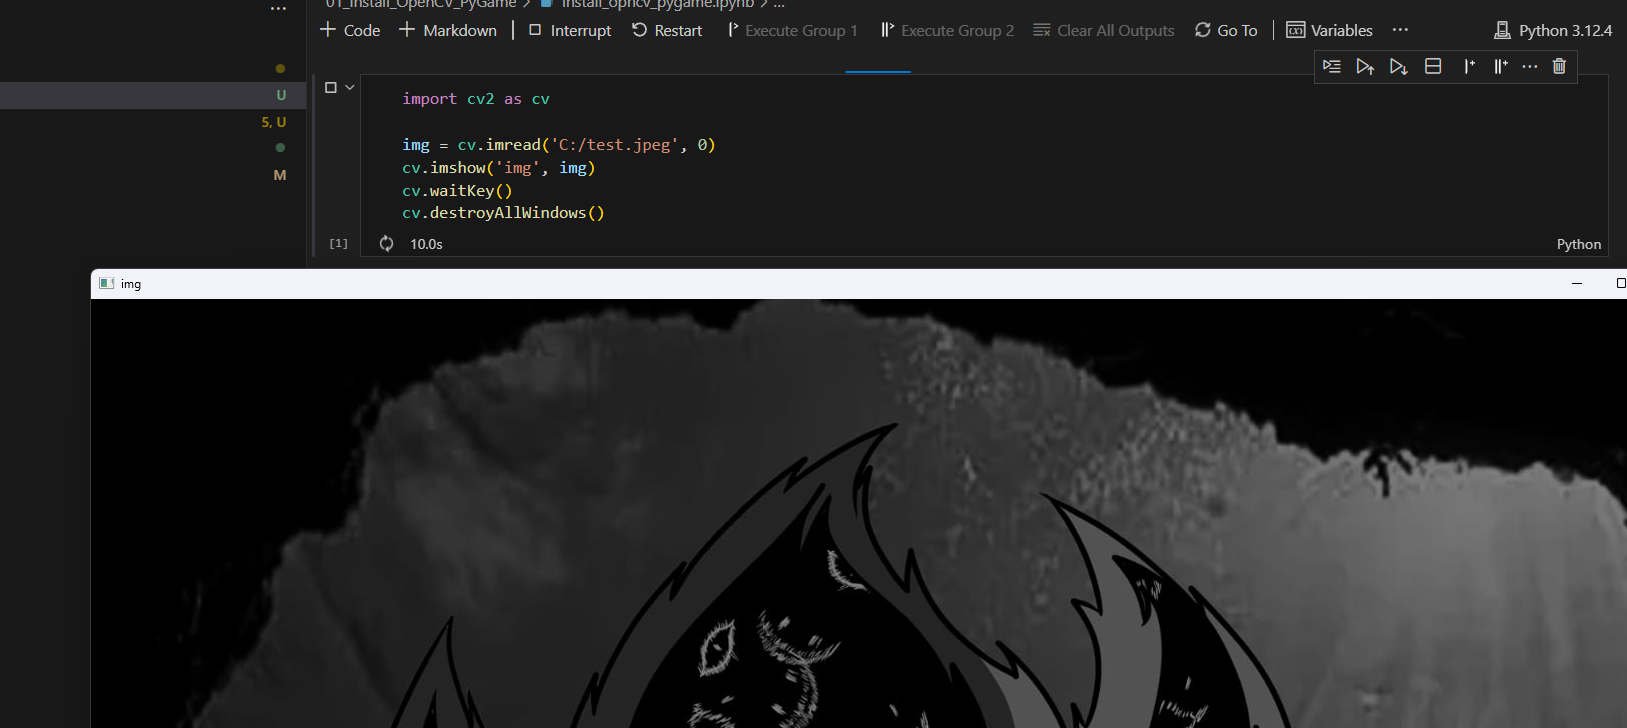 01_Install_OpenCV_PyGame > install_opncv_pygame.ipynb > ...
+ Code + Markdown | Interrupt Restart Execute Group 1 Execute Group 2 Clear All Outputs Go To | Variables ... Python 3.12.4
U
5, U
M
import cv2 as cv
img = cv.imread('C:/test.jpeg', 0)
cv.imshow('img', img)
cv.waitKey()
cv.destroyAllWindows()
[1] 10.0s Python
img